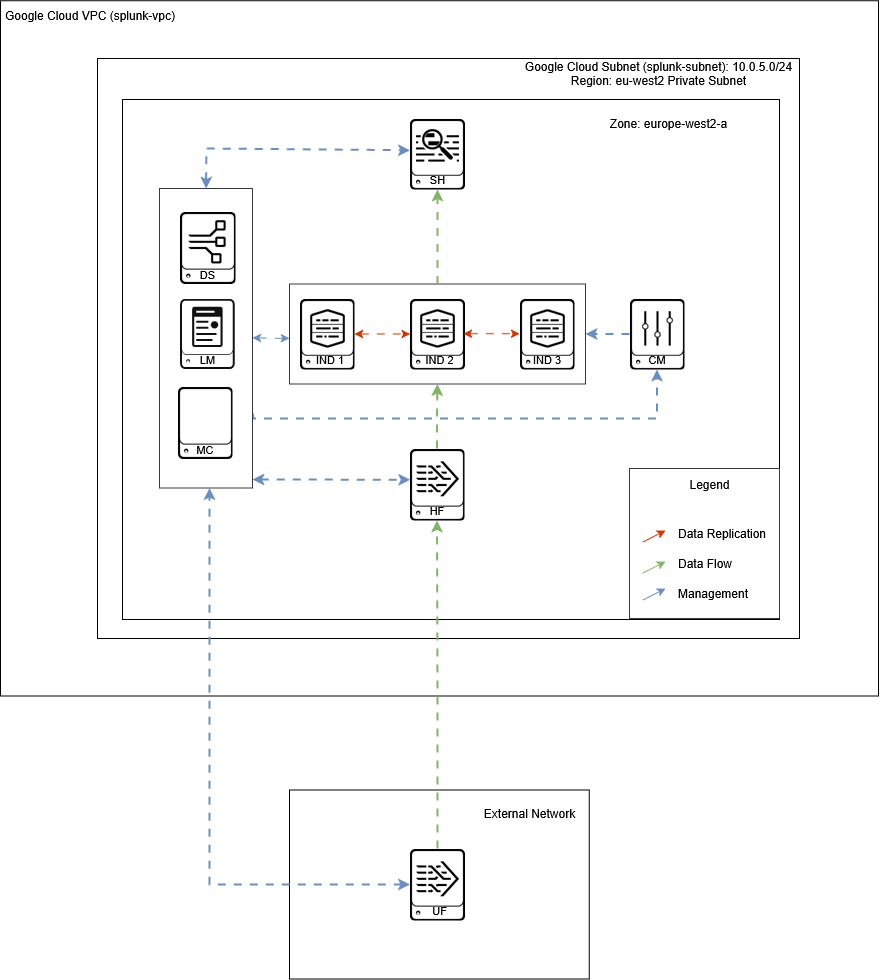 Google Cloud VPC (splunk-vpc)
Google Cloud Subnet (splunk-subnet): 10.0.5.0/24
Region: eu-west2 Private Subnet
Zone: europe-west2-a
SH
DS
LM
MC
IND 1
IND 2
IND 3
CM
HF
Legend
Data Replication
Data Flow
Management
External Network
UF